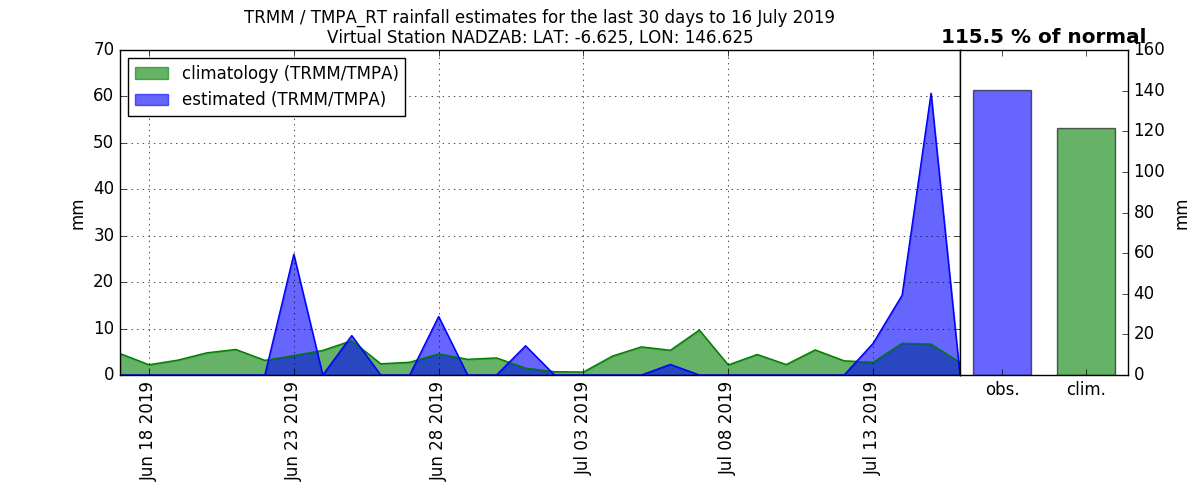 TRMM / TMPA_RT rainfall estimates for the last 30 days to 16 July 2019
Virtual Station NADZAB: LAT: -6.625, LON: 146.625
115.5 % of normal
climatology (TRMM/TMPA)
estimated (TRMM/TMPA)
mm
70
60
50
40
30
20
10
0
Jun 18 2019
Jun 23 2019
Jun 28 2019
Jul 03 2019
Jul 08 2019
Jul 13 2019
obs.
clim.
160
140
120
100
80
60
40
20
0
mm